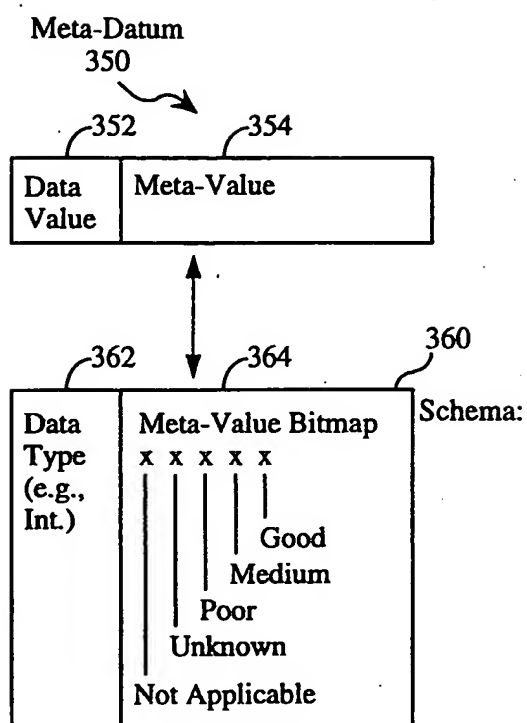 Meta-Datum
350
352
354
Data
Value
Meta-Value
362
364
360
Schema:
Data
Type
(e.g.,
Int.)
Meta-Value Bitmap
x x x x x
Good
Medium
Poor
Unknown
Not Applicable